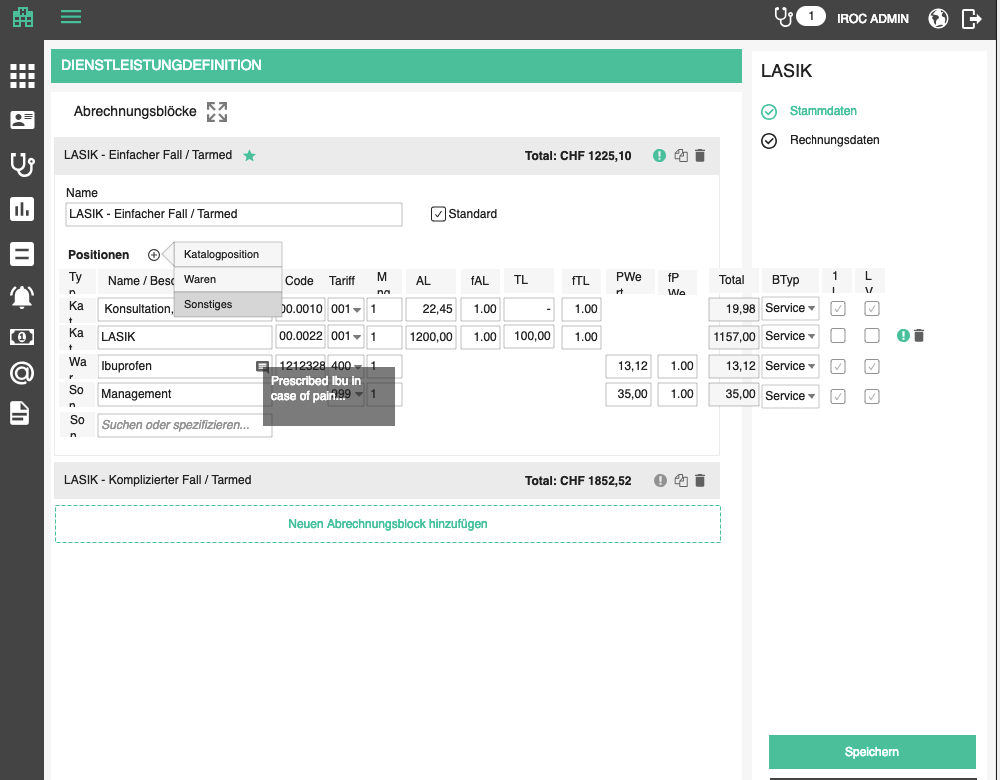 1 IROC ADMIN
DIENSTLEISTUNGDEFINITION
Abrechnungsblöcke
LASIK - Einfacher Fall / Tarmed Total: CHF 1225,10
Name
LASIK - Einfacher Fall / Tarmed Standard
Positionen
Katalogposition
Waren
Sonstiges
Ty Name / Besc Code Tarif M AL fAL TL fTL PWe fP Total BTyp 1 L
Ka Konsultation, 00.0010 001 1 22,45 1.00 - 1.00 19,98 Service
Ka LASIK 00.0022 001 1 1200,00 1.00 100,00 1.00 1157,00 Service
Wa Ibuprofen 1212328 400 1 13,12 1.00 13,12 Service
Prescribed Ibu in
case of pain...
So Management 099 1 35,00 1.00 35,00 Service
So Suchen oder spezifizieren...
LASIK - Komplizierter Fall / Tarmed Total: CHF 1852,52
Neuen Abrechnungsblock hinzufügen
LASIK
Stammdaten
Rechnungsdaten
Speichern